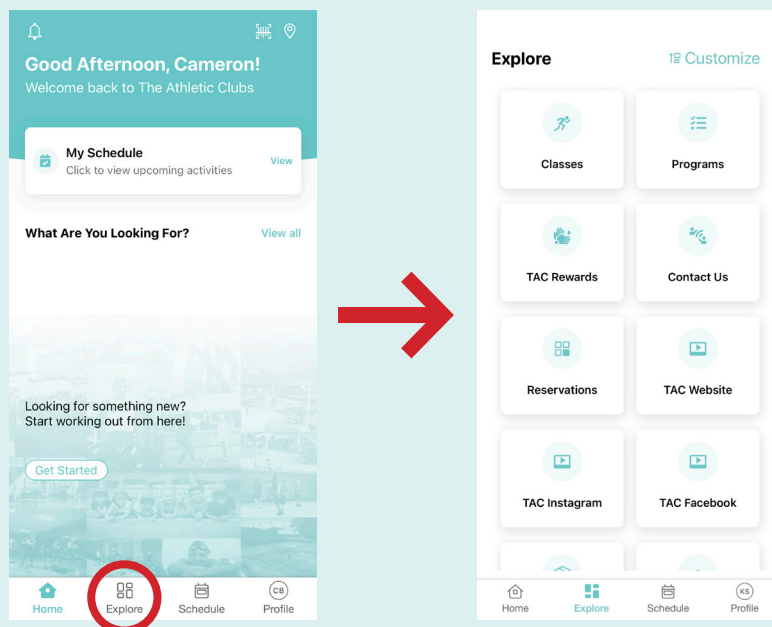 Good Afternoon, Cameron!
Welcome back to The Athletic Clubs
My Schedule
Click to view upcoming activities
View
What Are You Looking For?
View all
Looking for something new?
Start working out from here!
Get Started
Home
Explore
Schedule
CB
Profile
Explore
Customize
Classes
Programs
TAC Rewards
Contact Us
Reservations
TAC Website
TAC Instagram
TAC Facebook
Home
Explore
Schedule
KS
Profile